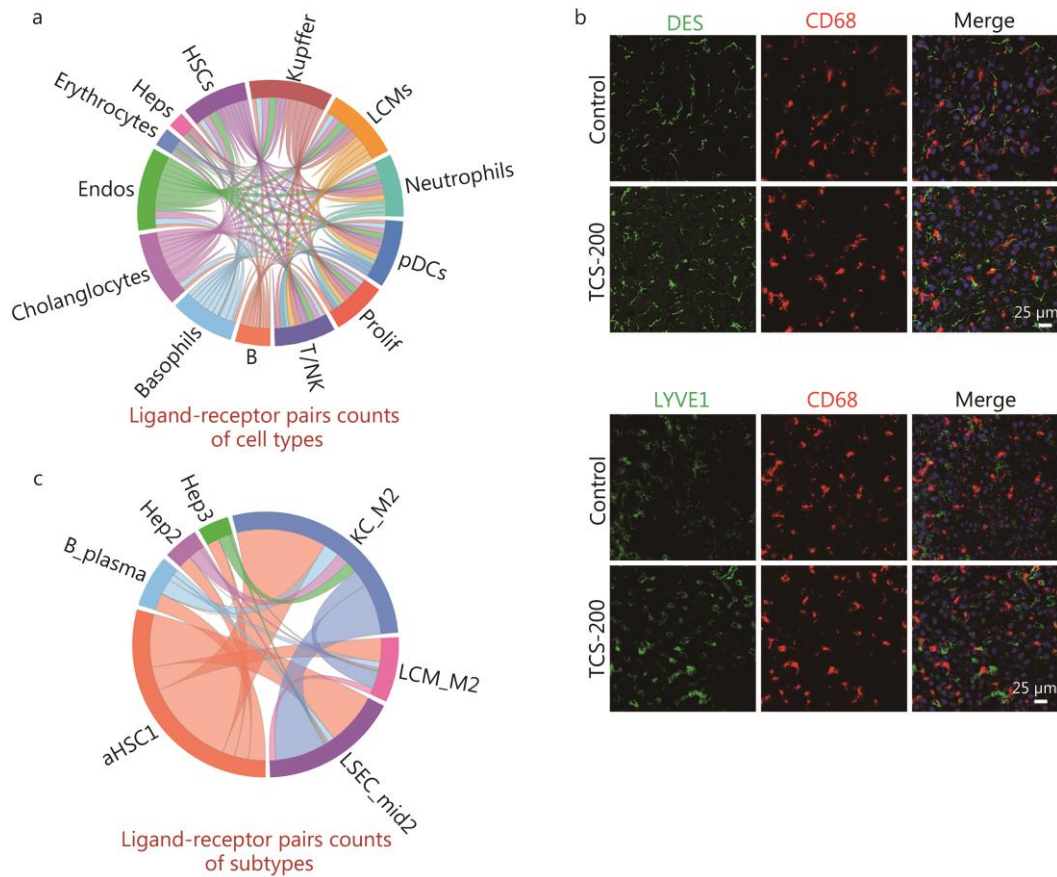 a
HSCs
Kupffer
LCMs
Neutrophils
pDCs
Prolif
T/NK
B
Basophils
Cholanglocytes
Endos
Erythrocytes
Heps
Ligand-receptor pairs counts
of cell types
b
DES
CD68
Merge
Control
TCS-200
25 µm
LYVE1
CD68
Merge
Control
TCS-200
25 µm
c
Hep2
Hep3
KC_M2
LCM_M2
LSEC_mid2
aHSC1
B_plasma
Ligand-receptor pairs counts
of subtypes